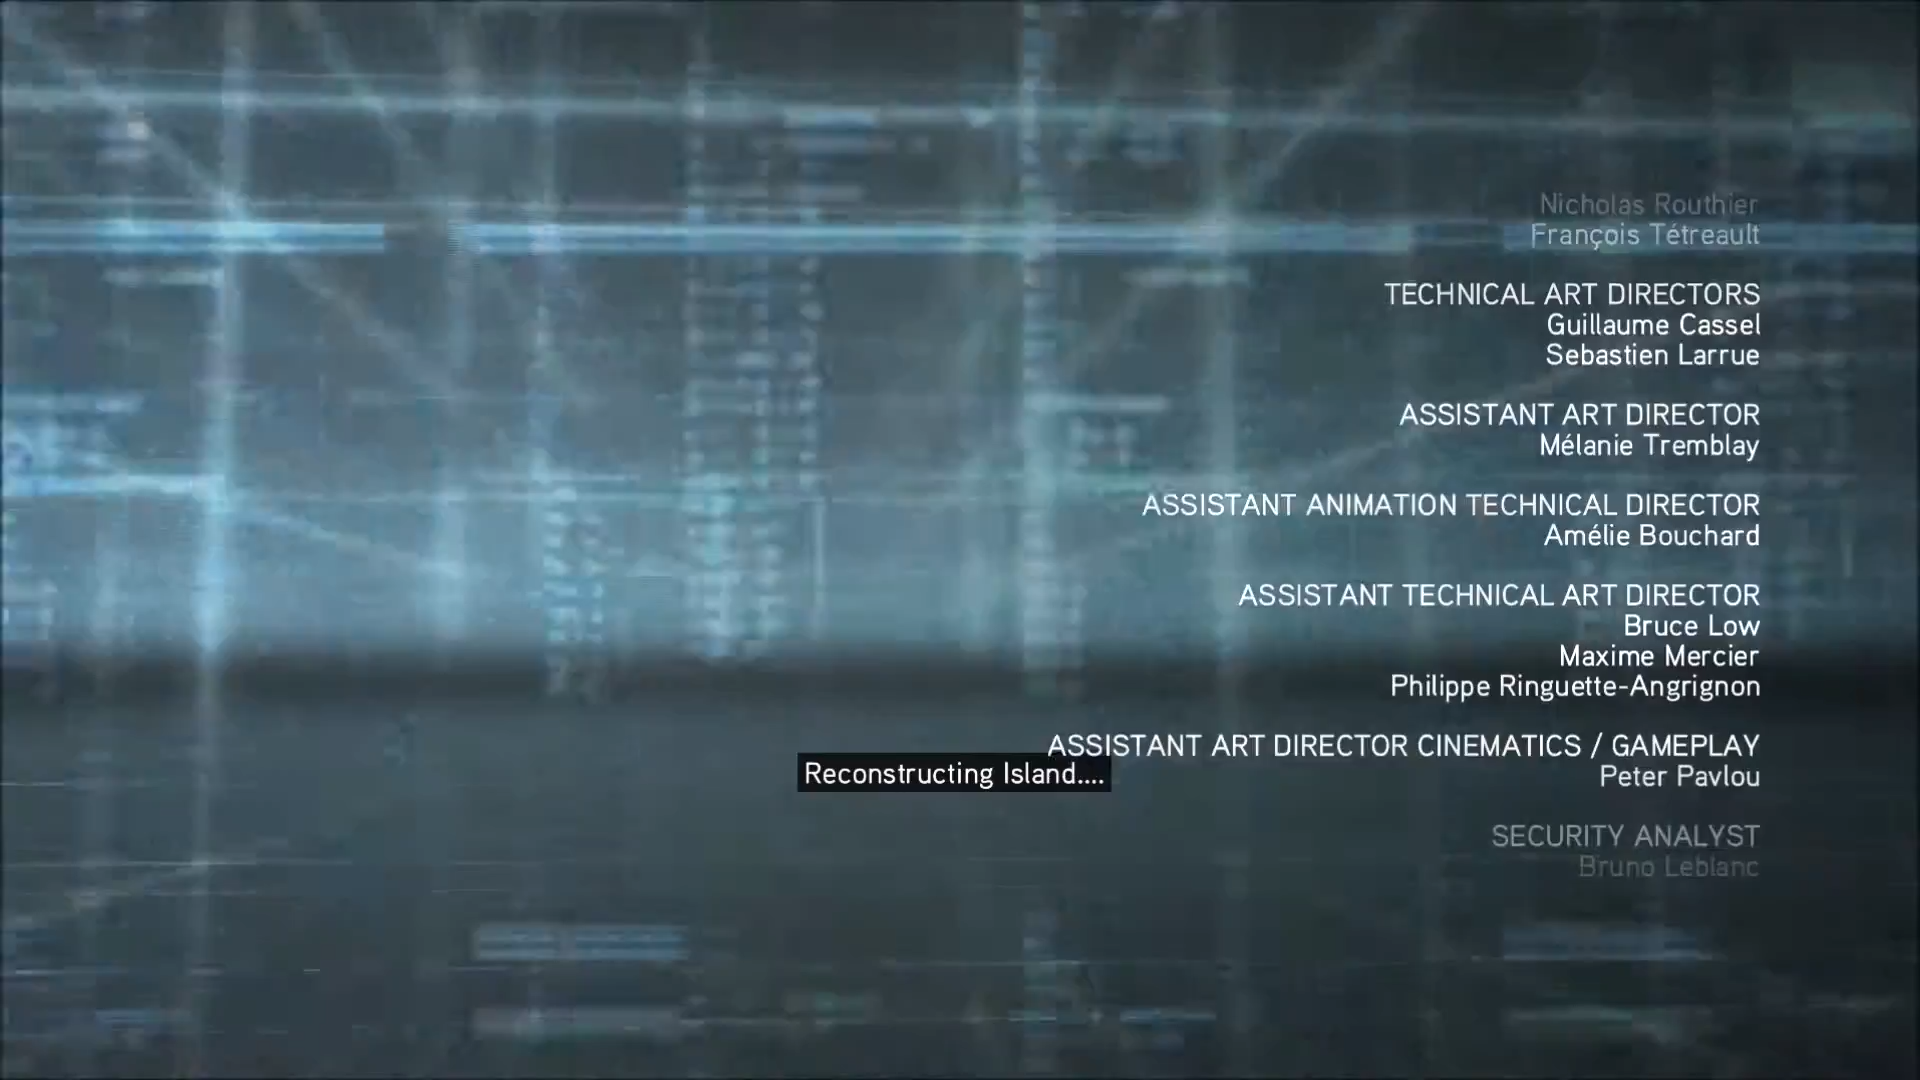 Nicholas Routhier
François Tétreault
TECHNICAL ART DIRECTORS
Guillaume Cassel
Sebastien Larrue
ASSISTANT ART DIRECTOR
Mélanie Tremblay
ASSISTANT ANIMATION TECHNICAL DIRECTOR
Amélie Bouchard
ASSISTANT TECHNICAL ART DIRECTOR
Bruce Low
Maxime Mercier
Philippe Ringuette-Angrignon
ASSISTANT ART DIRECTOR CINEMATICS / GAMEPLAY
Reconstructing Island....
Peter Pavlou
SECURITY ANALYST
Bruno Leblanc